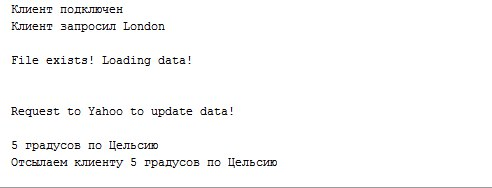 Клиент подключен
Клиент запросил London
File exists! Loading data!
Request to Yahoo to update data!
5 градусов по Цельсию
Отсылаем клиенту 5 градусов по Цельсию